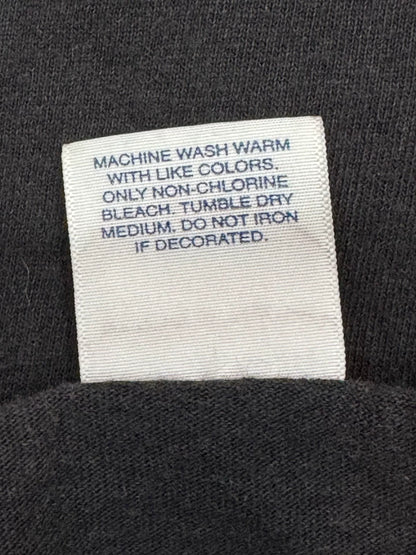 MACHINE WASH WARM
WITH LIKE COLORS.
ONLY NON-CHLORINE
BLEACH. TUMBLE DRY
MEDIUM. DO NOT IRON
IF DECORATED.